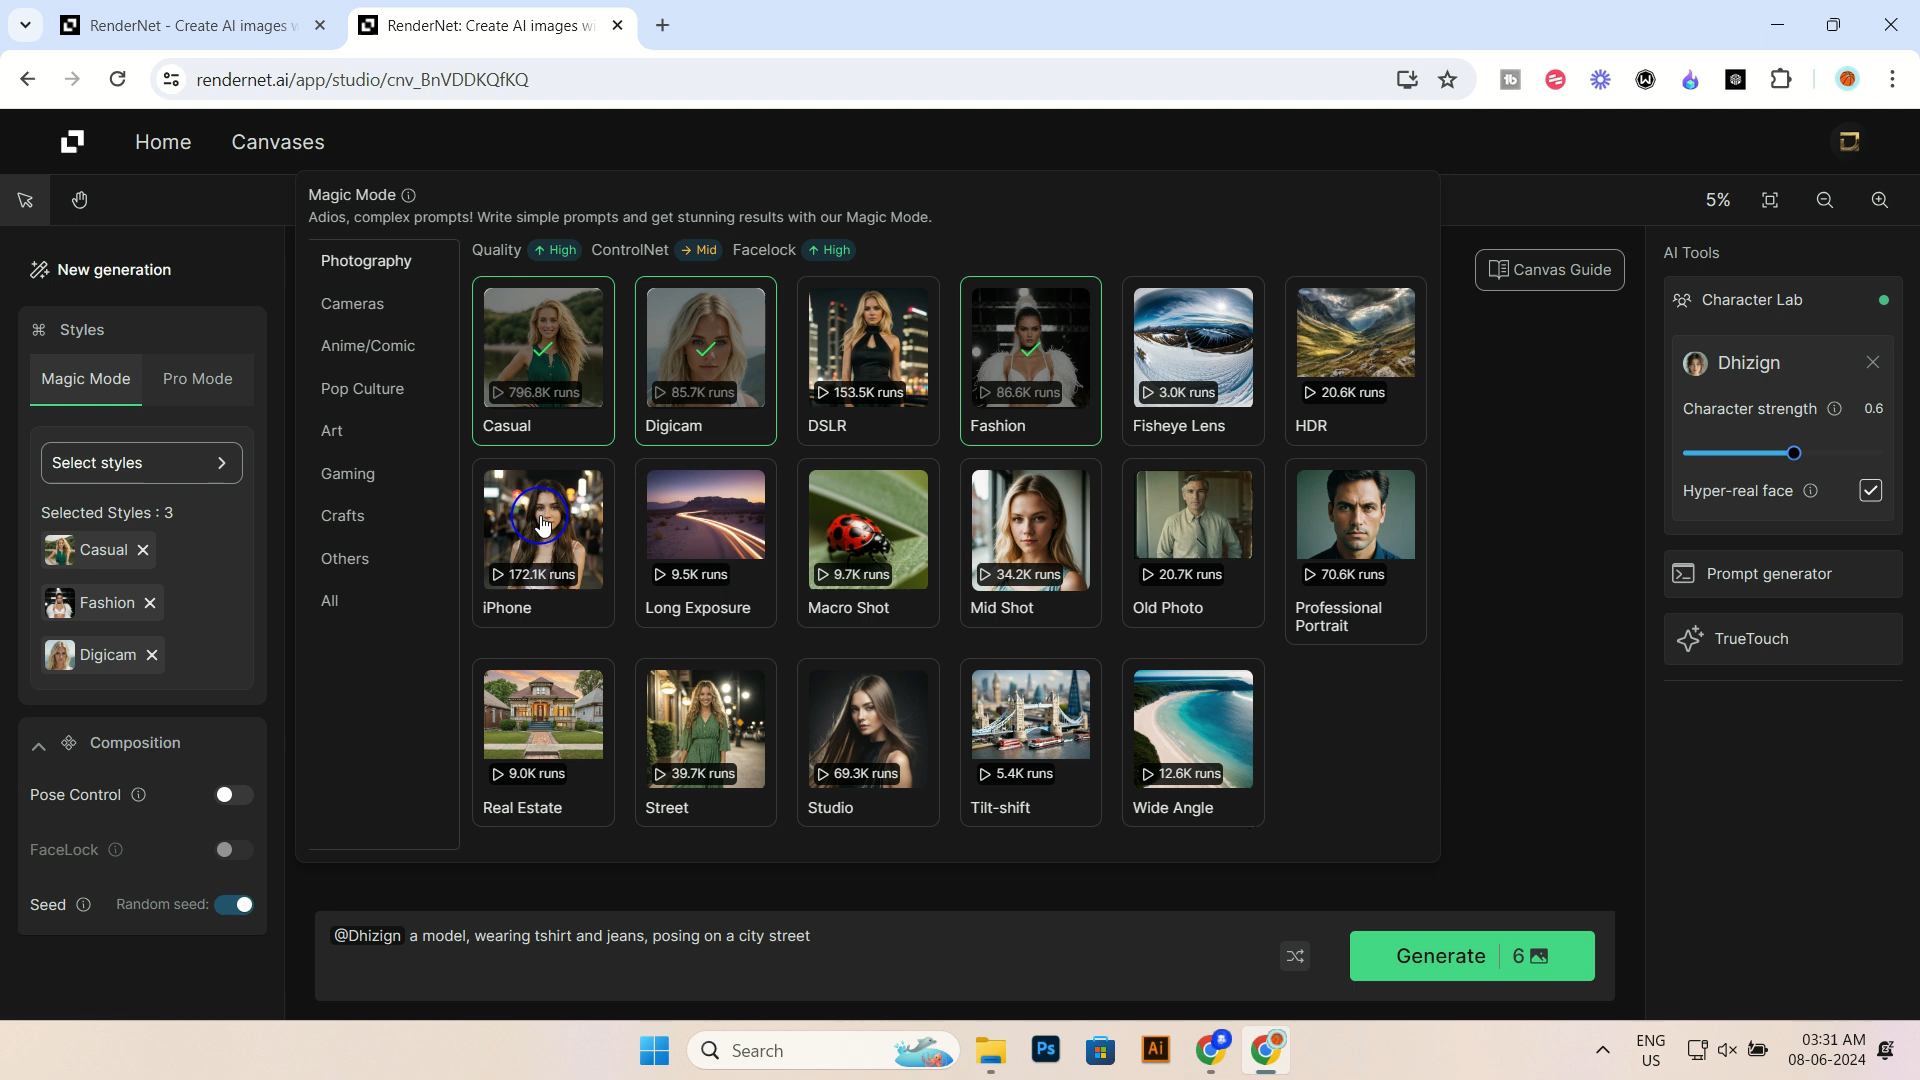 RenderNet - Create AI images w
RenderNet: Create AI images wi
rendernet.ai/app/studio/cnv_BnVDDKQfKQ
Home
Canvases
5%
Magic Mode
Adios, complex prompts! Write simple prompts and get stunning results with our Magic Mode.
Quality ↑ High ControlNet → Mid Facelock ↑ High
Photography
Cameras
Anime/Comic
Pop Culture
Art
Gaming
Crafts
Others
All
796.8K runs
Casual
85.7K runs
Digicam
153.5K runs
DSLR
86.6K runs
Fashion
3.0K runs
Fisheye Lens
20.6K runs
HDR
172.1K runs
iPhone
9.5K runs
Long Exposure
9.7K runs
Macro Shot
34.2K runs
Mid Shot
20.7K runs
Old Photo
70.6K runs
Professional
Portrait
9.0K runs
Real Estate
39.7K runs
Street
69.3K runs
Studio
5.4K runs
Tilt-shift
12.6K runs
Wide Angle
New generation
Styles
Magic Mode
Pro Mode
Select styles
Selected Styles : 3
Casual
Fashion
Digicam
Composition
Pose Control
FaceLock
Seed
Random seed:
Canvas Guide
AI Tools
Character Lab
Dhizign
Character strength 0.6
Hyper-real face
Prompt generator
TrueTouch
@Dhizign a model, wearing tshirt and jeans, posing on a city street
Generate 6
Search
Ps
Ai
ENG
US
03:31 AM
08-06-2024